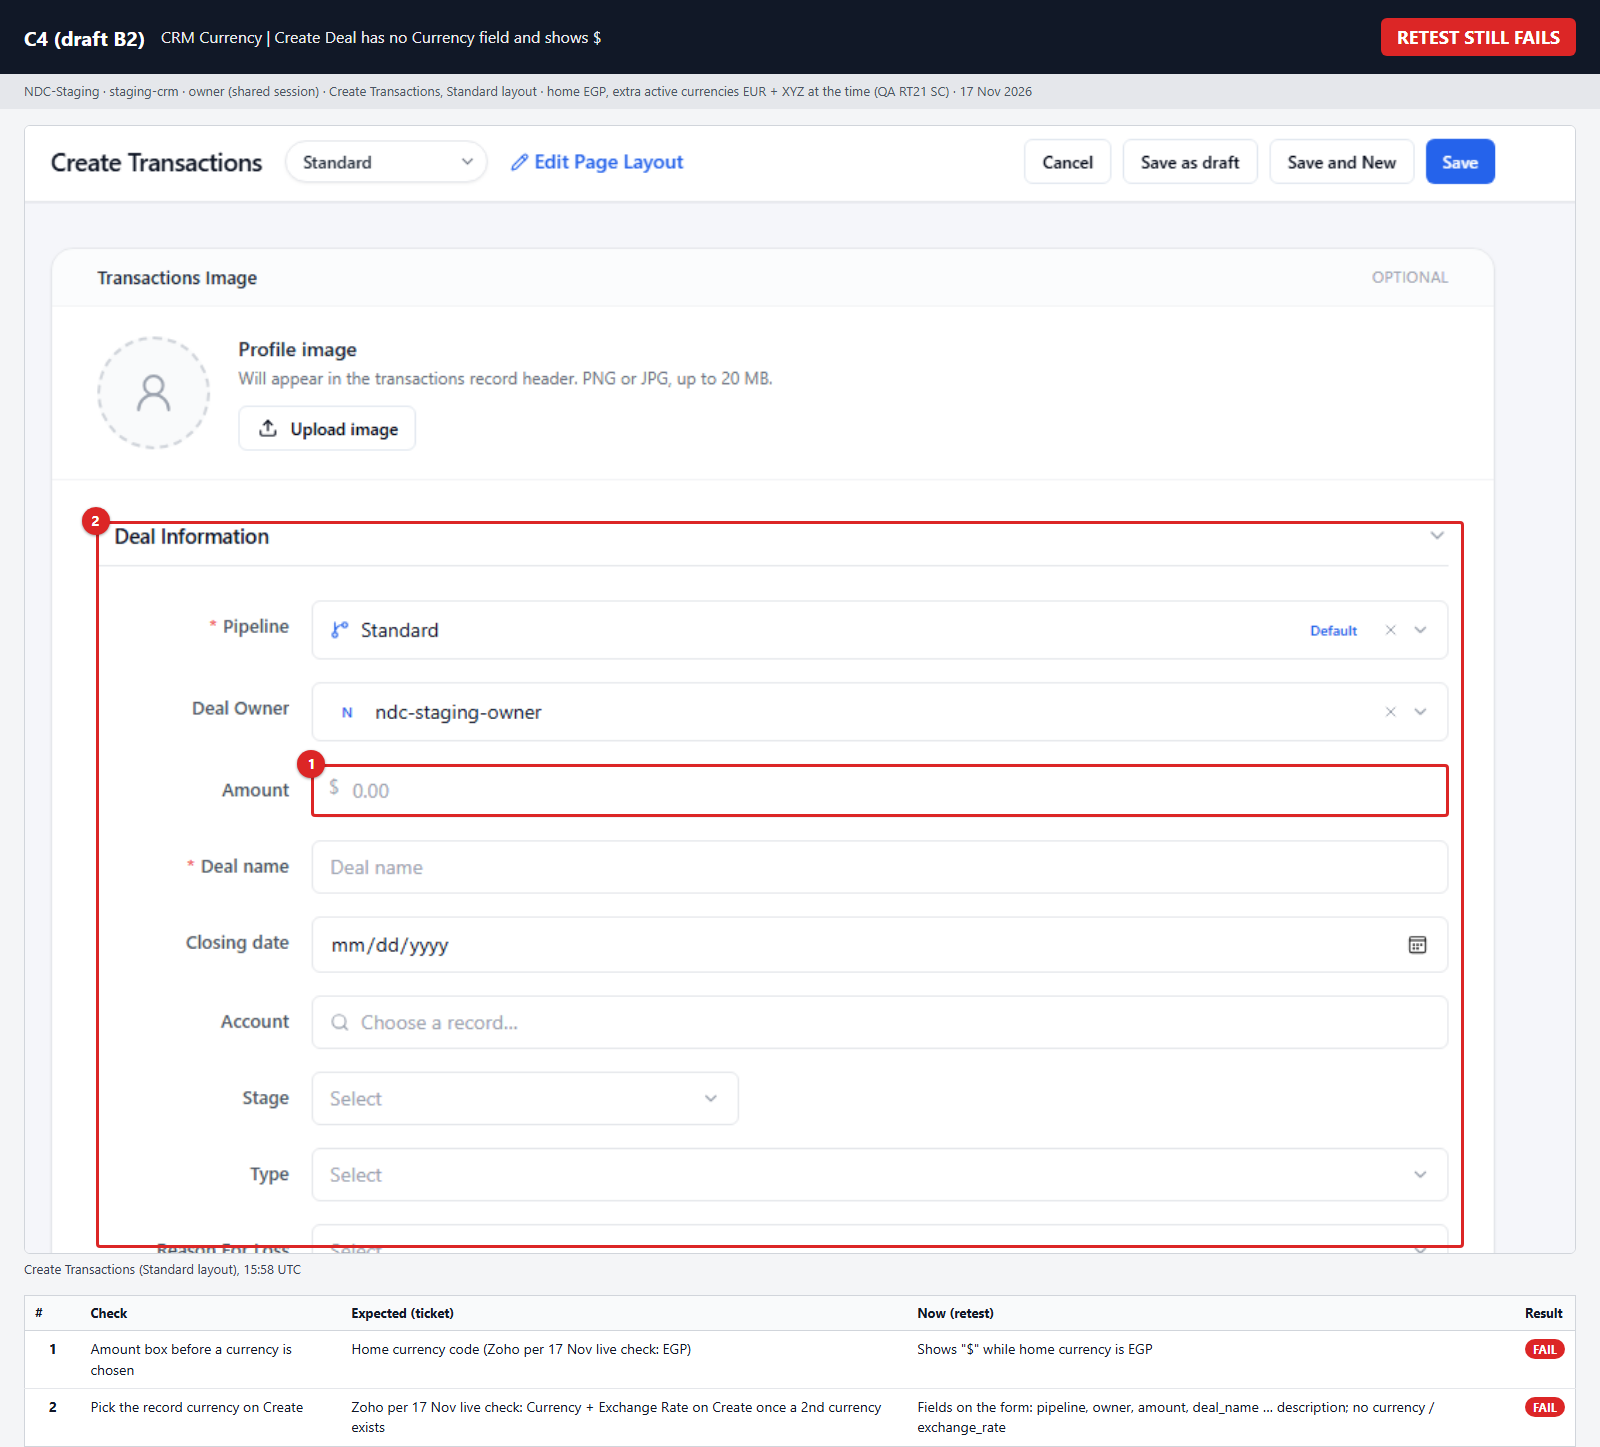 C4 (draft B2) CRM Currency | Create Deal has no Currency field and shows $
RETEST STILL FAILS
NDC-Staging · staging-crm · owner (shared session) · Create Transactions, Standard layout · home EGP, extra active currencies EUR + XYZ at the time (QA RT21 SC) · 17 Nov 2026
Create Transactions
Standard
Edit Page Layout
Cancel
Save as draft
Save and New
Save
Transactions Image
OPTIONAL
Profile image
Will appear in the transactions record header. PNG or JPG, up to 20 MB.
Upload image
2
Deal Information
* Pipeline
Standard
Default
Deal Owner
N ndc-staging-owner
1
Amount
$ 0.00
* Deal name
Deal name
Closing date
mm/dd/yyyy
Account
Choose a record...
Stage
Select
Type
Select
Reason For Loss
Select
Create Transactions (Standard layout), 15:58 UTC
# Check Expected (ticket) Now (retest) Result
1 Amount box before a currency is chosen Home currency code (Zoho per 17 Nov live check: EGP) Shows "$" while home currency is EGP FAIL
2 Pick the record currency on Create Zoho per 17 Nov live check: Currency + Exchange Rate on Create once a 2nd currency exists Fields on the form: pipeline, owner, amount, deal_name ... description; no currency / exchange_rate FAIL